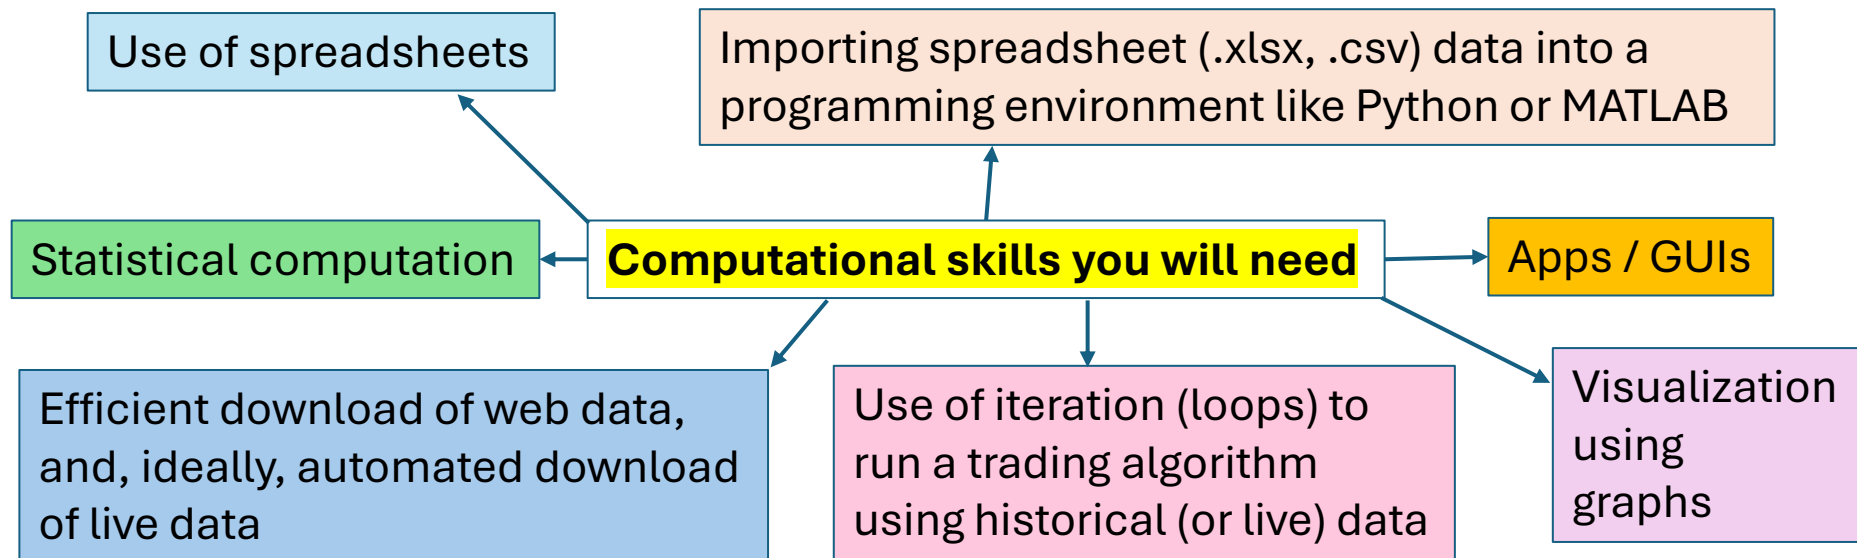 Use of spreadsheets
Importing spreadsheet (.xlsx, .csv) data into a
programming environment like Python or MATLAB
Statistical computation
Computational skills you will need
Apps / GUIs
Efficient download of web data,
and, ideally, automated download
of live data
Use of iteration (loops) to
run a trading algorithm
using historical (or live) data
Visualization
using
graphs